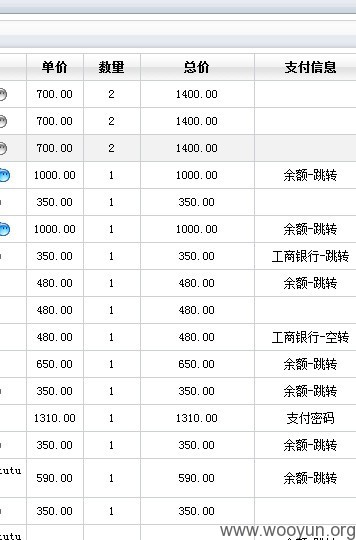 单价 数量 总价 支付信息
700.00 2 1400.00
700.00 2 1400.00
700.00 2 1400.00
1000.00 1 1000.00 余额-跳转
350.00 1 350.00
1000.00 1 1000.00 余额-跳转
350.00 1 350.00 工商银行-跳转
480.00 1 480.00 余额-跳转
480.00 1 480.00
480.00 1 480.00 工商银行-空转
650.00 1 650.00 余额-跳转
350.00 1 350.00 余额-跳转
1310.00 1 1310.00 支付密码
350.00 1 350.00 余额-跳转
iutu
590.00 1 590.00 余额-跳转
350.00 1 350.00
utu
www.wooyun.org